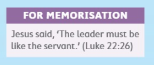 FOR MEMORISATION
Jesus said, 'The leader must be
like the servant.' (Luke 22:26)